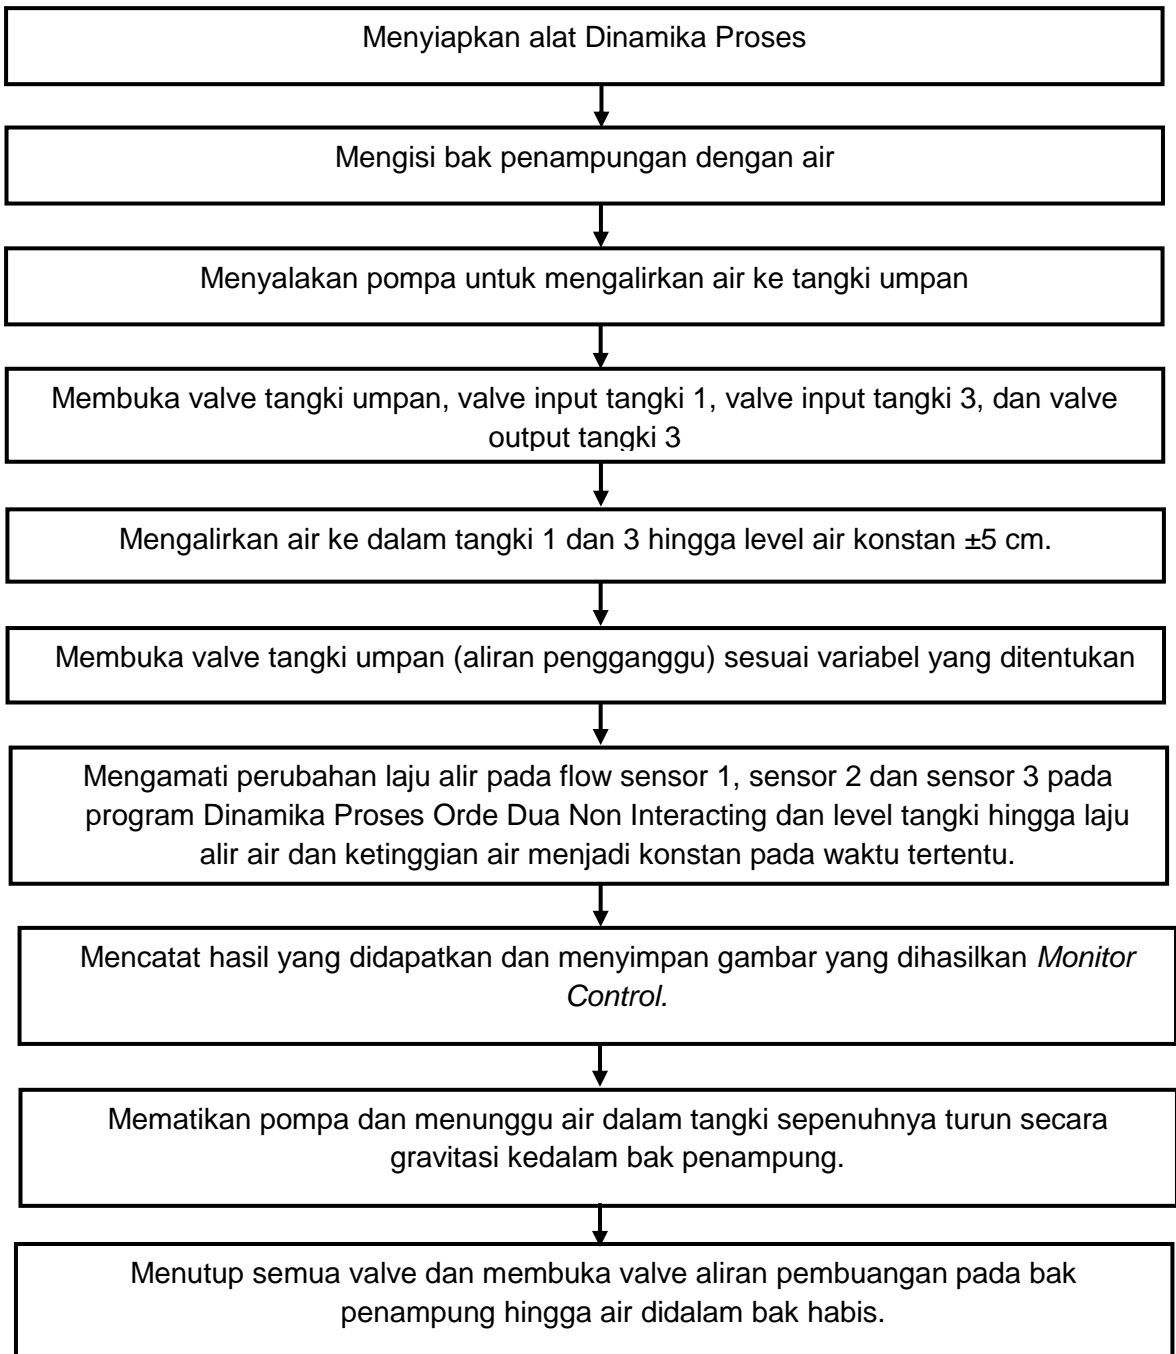 Menyiapkan alat Dinamika Proses
Mengisi bak penampungan dengan air
Menyalakan pompa untuk mengalirkan air ke tangki umpan
Membuka valve tangki umpan, valve input tangki 1, valve input tangki 3, dan valve
output tangki 3
Mengalirkan air ke dalam tangki 1 dan 3 hingga level air konstan ±5 cm.
Membuka valve tangki umpan (aliran pengganggu) sesuai variabel yang ditentukan
Mengamati perubahan laju alir pada flow sensor 1, sensor 2 dan sensor 3 pada
program Dinamika Proses Orde Dua Non Interacting dan level tangki hingga laju
alir air dan ketinggian air menjadi konstan pada waktu tertentu.
Mencatat hasil yang didapatkan dan menyimpan gambar yang dihasilkan Monitor
Control.
Mematikan pompa dan menunggu air dalam tangki sepenuhnya turun secara
gravitasi kedalam bak penampung.
Menutup semua valve dan membuka valve aliran pembuangan pada bak
penampung hingga air didalam bak habis.